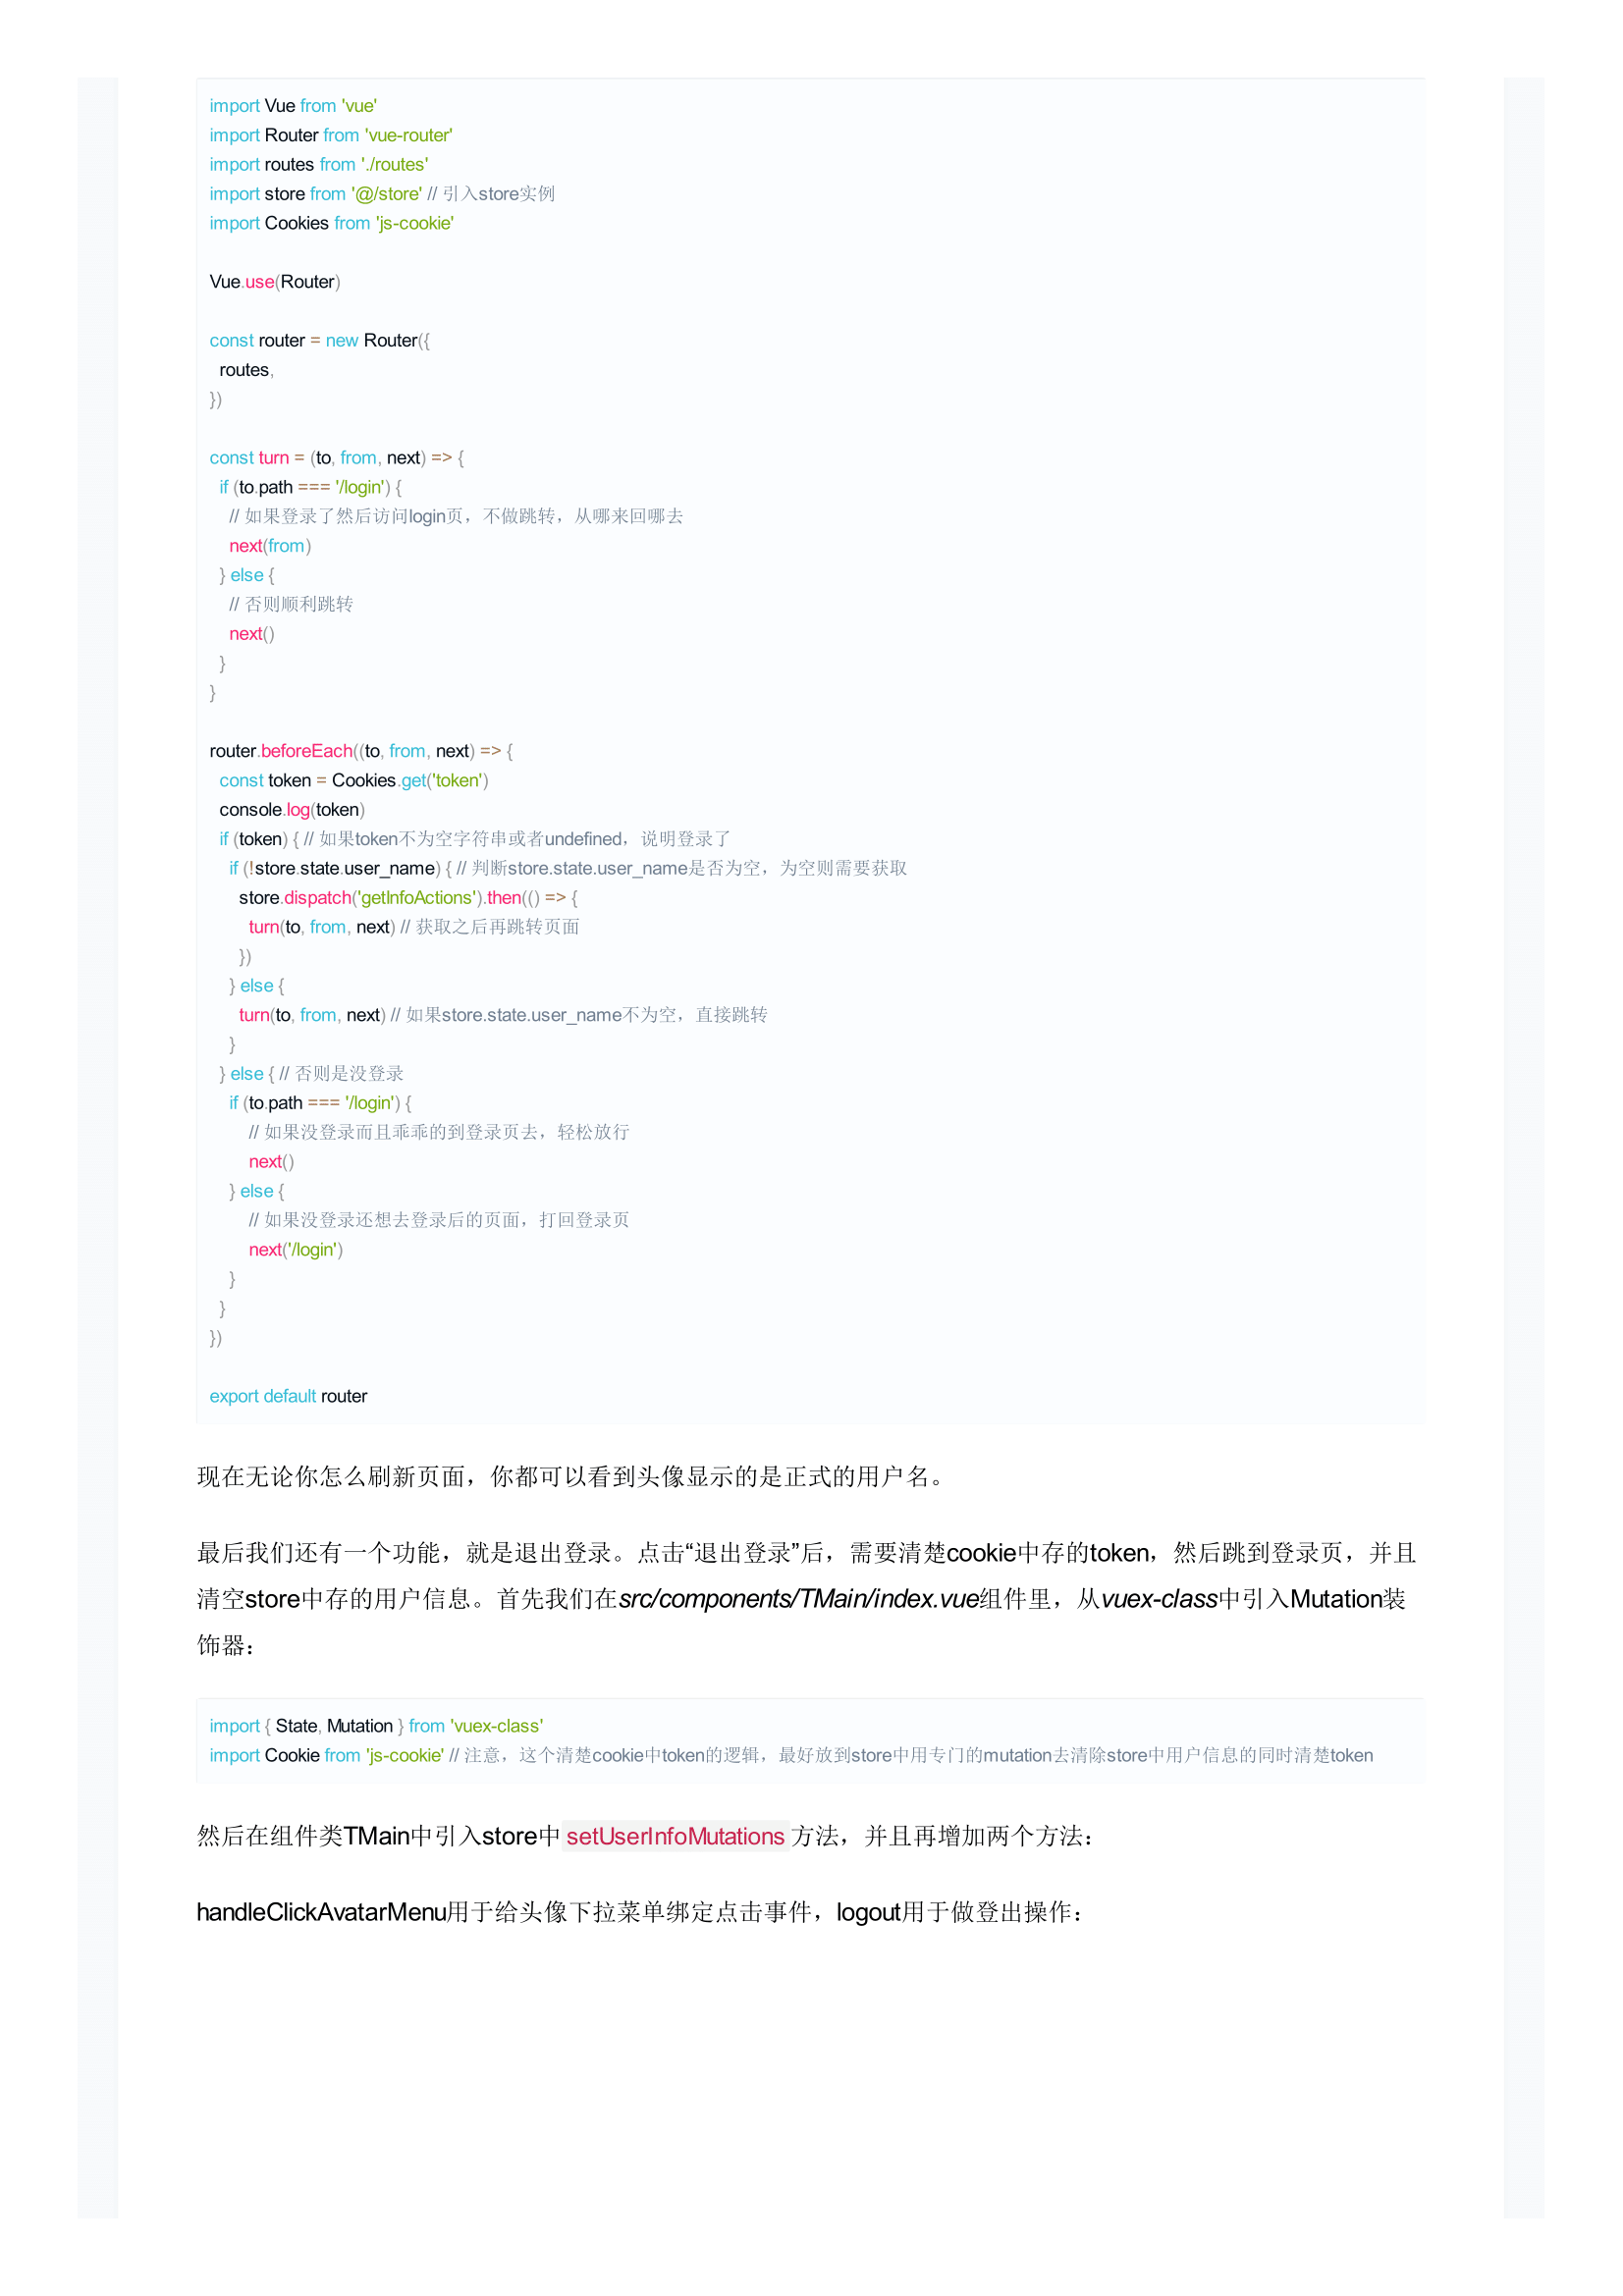 import Vue from 'vue'
import Router from 'vue-router'
import routes from './routes'
import store from '@/store' // 引入store实例
import Cookies from 'js-cookie'

Vue.use(Router)

const router = new Router({
  routes,
})

const turn = (to, from, next) => {
  if (to.path === '/login') {
    // 如果登录了然后访问login页，不做跳转，从哪来回哪去
    next(from)
  } else {
    // 否则顺利跳转
    next()
  }
}

router.beforeEach((to, from, next) => {
  const token = Cookies.get('token')
  console.log(token)
  if (token) { // 如果token不为空字符串或者undefined，说明登录了
    if (!store.state.user_name) { // 判断store.state.user_name是否为空，为空则需要获取
      store.dispatch('getInfoActions').then(() => {
        turn(to, from, next) // 获取之后再跳转页面
      })
    } else {
      turn(to, from, next) // 如果store.state.user_name不为空，直接跳转
    }
  } else { // 否则是没登录
    if (to.path === '/login') {
        // 如果没登录而且乖乖的到登录页去，轻松放行
        next()
    } else {
        // 如果没登录还想去登录后的页面，打回登录页
        next('/login')
    }
  }
})

export default router
现在无论你怎么刷新页面，你都可以看到头像显示的是正式的用户名。
最后我们还有一个功能，就是退出登录。点击“退出登录”后，需要清楚cookie中存的token，然后跳到登录页，并且
清空store中存的用户信息。首先我们在src/components/TMain/index.vue组件里，从vuex-class中引入Mutation装
饰器：
import { State, Mutation } from 'vuex-class'
import Cookie from 'js-cookie' // 注意，这个清楚cookie中token的逻辑，最好放到store中用专门的mutation去清除store中用户信息的同时清楚token
然后在组件类TMain中引入store中 setUserInfoMutations 方法，并且再增加两个方法：
handleClickAvatarMenu用于给头像下拉菜单绑定点击事件，logout用于做登出操作：